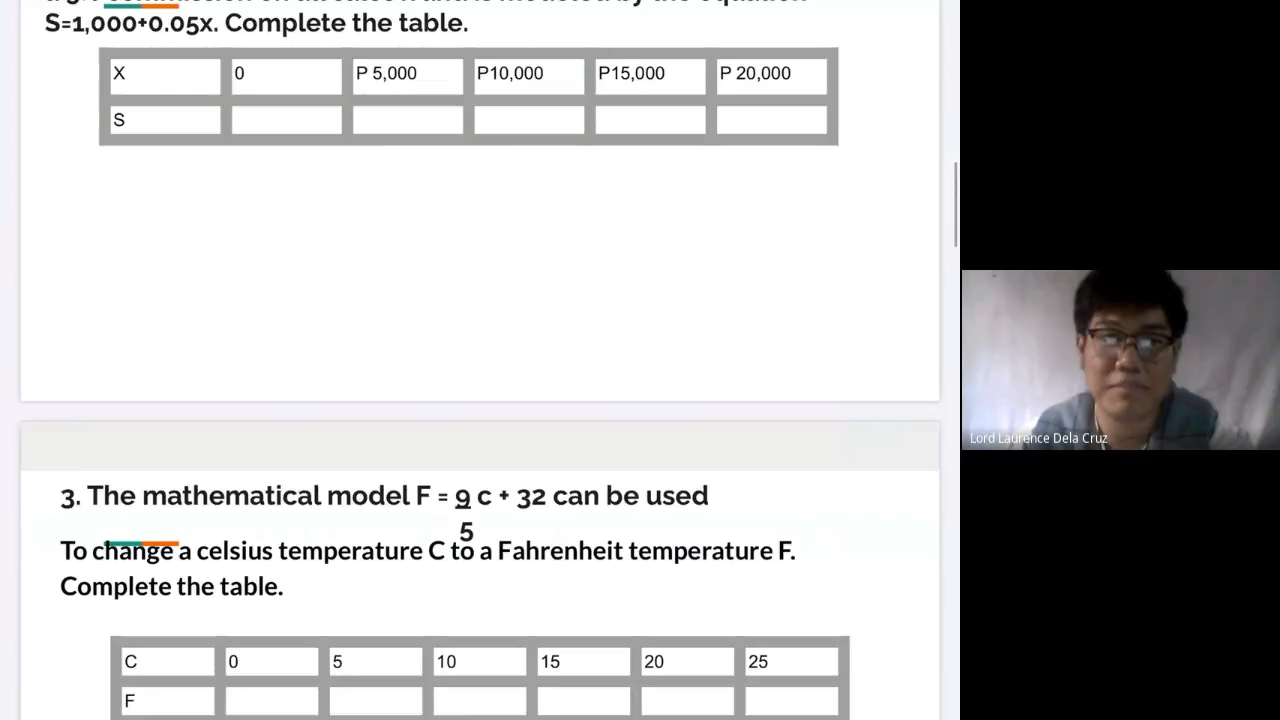 S=1,000+0.05x. Complete the table.
X 0 P 5,000 P10,000 P15,000 P 20,000
S
3. The mathematical model F = 9 c + 32 can be used
5
To change a celsius temperature C to a Fahrenheit temperature F.
Complete the table.
C 0 5 10 15 20 25
F
Lord Laurence Dela Cruz